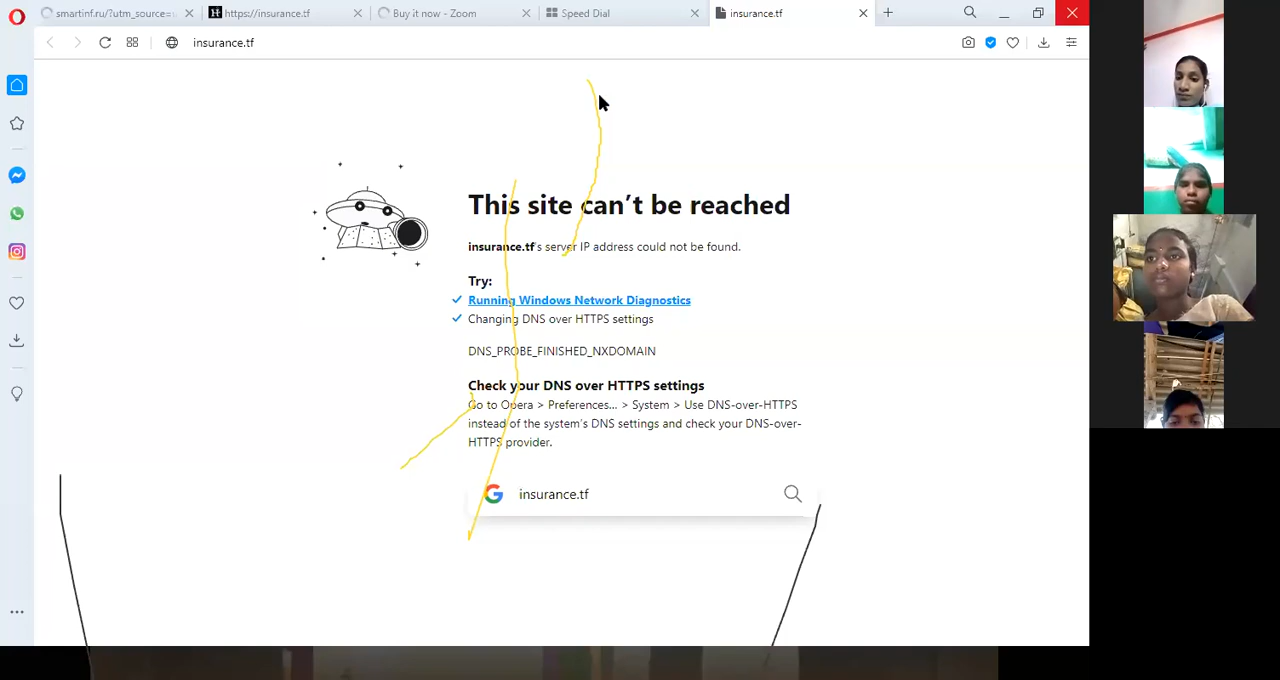 smartinf.ru/?utm_source=
https://insurance.tf
Buy it now - Zoom
Speed Dial
insurance.tf
insurance.tf
This site can’t be reached
insurance.tf's server IP address could not be found.
Try:
Running Windows Network Diagnostics
Changing DNS over HTTPS settings
DNS_PROBE_FINISHED_NXDOMAIN
Check your DNS over HTTPS settings
Go to Opera > Preferences... > System > Use DNS-over-HTTPS
instead of the system's DNS settings and check your DNS-over-
HTTPS provider.
insurance.tf